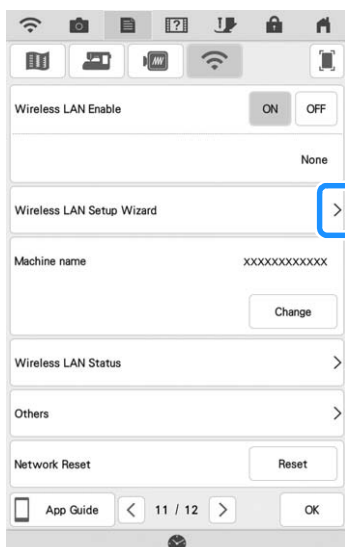 Wireless LAN Enable ON OFF
None
Wireless LAN Setup Wizard >
Machine name XXXXXXXXXXXX
Change
Wireless LAN Status >
Others >
Network Reset Reset
App Guide < 11 / 12 > OK